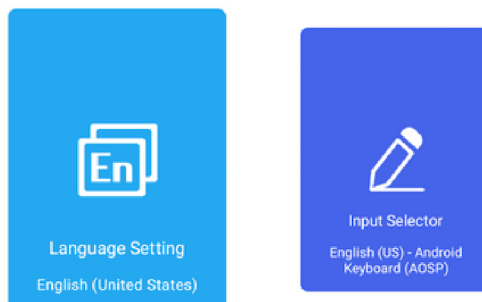 En
Language Setting
English (United States)
Input Selector
English (US) - Android
Keyboard (AOSP)